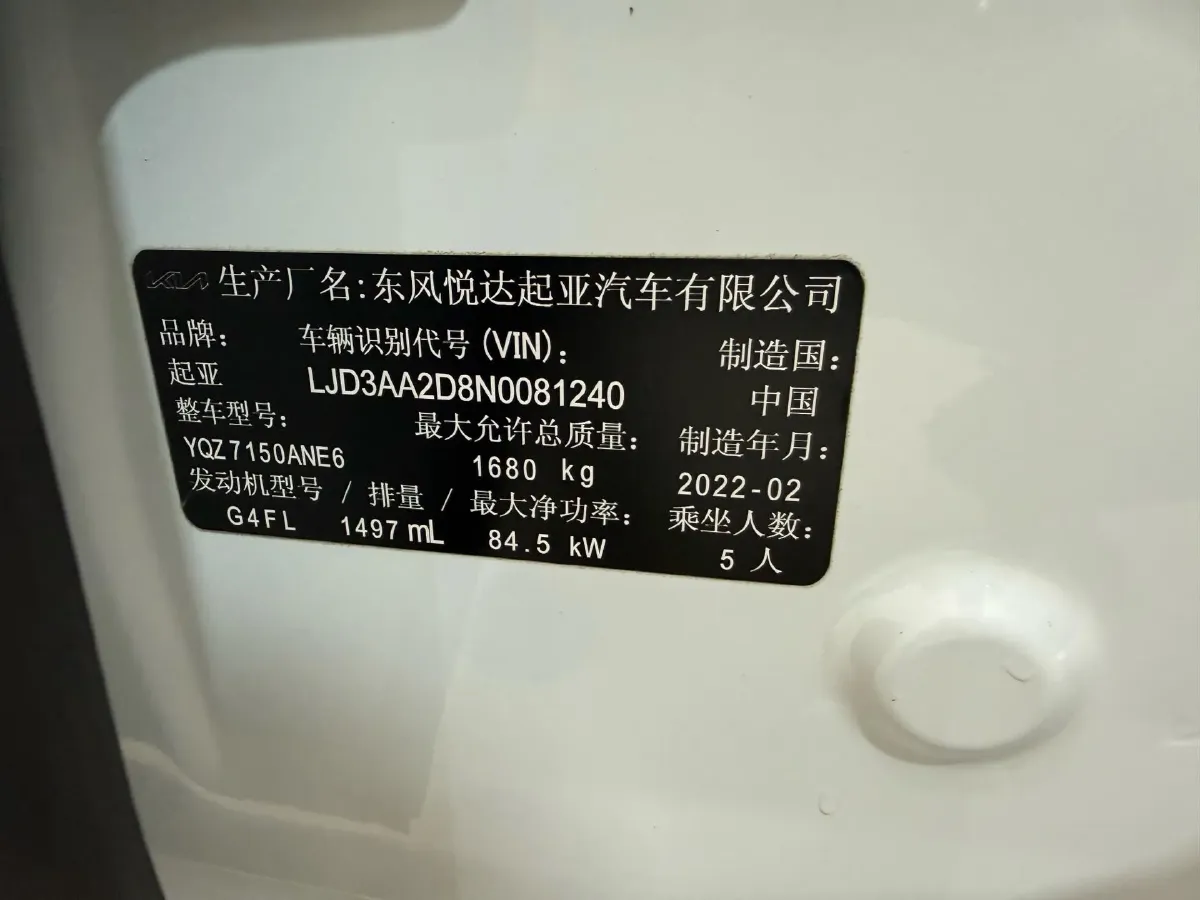 KIA 生产厂名:东风悦达起亚汽车有限公司
品牌: 车辆识别代号(VIN): 制造国:
起亚 LJD3AA2D8N0081240 中国
整车型号: 最大允许总质量: 制造年月:
YQZ7150ANE6 1680 kg 2022-02
发动机型号 / 排量 / 最大净功率: 乘坐人数:
G4FL 1497 mL 84.5 kW 5 人